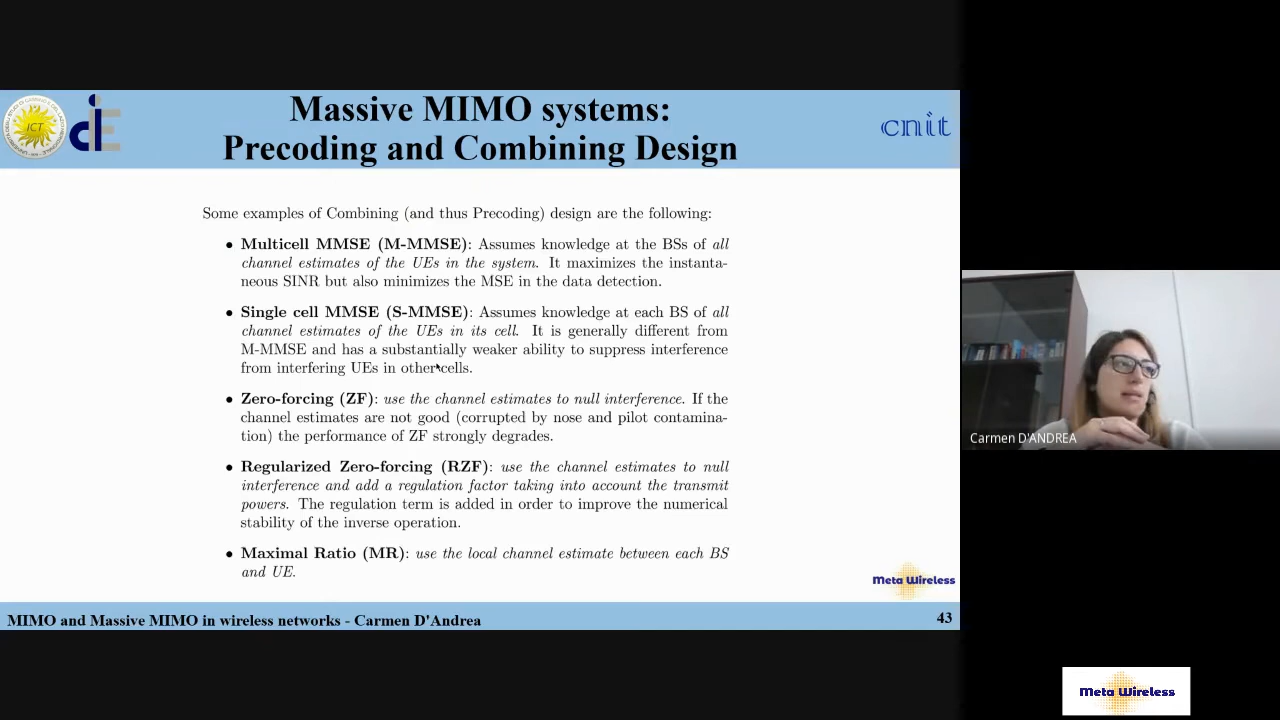 Massive MIMO systems:
Precoding and Combining Design
ICT
cnit
Some examples of Combining (and thus Precoding) design are the following:
• Multicell MMSE (M-MMSE): Assumes knowledge at the BSs of all
channel estimates of the UEs in the system. It maximizes the instanta-
neous SINR but also minimizes the MSE in the data detection.
• Single cell MMSE (S-MMSE): Assumes knowledge at each BS of all
channel estimates of the UEs in its cell. It is generally different from
M-MMSE and has a substantially weaker ability to suppress interference
from interfering UEs in other cells.
• Zero-forcing (ZF): use the channel estimates to null interference. If the
channel estimates are not good (corrupted by nose and pilot contamina-
tion) the performance of ZF strongly degrades.
• Regularized Zero-forcing (RZF): use the channel estimates to null
interference and add a regulation factor taking into account the transmit
powers. The regulation term is added in order to improve the numerical
stability of the inverse operation.
• Maximal Ratio (MR): use the local channel estimate between each BS
and UE.
Meta Wireless
MIMO and Massive MIMO in wireless networks - Carmen D'Andrea
43
Carmen D'ANDREA
Meta Wireless